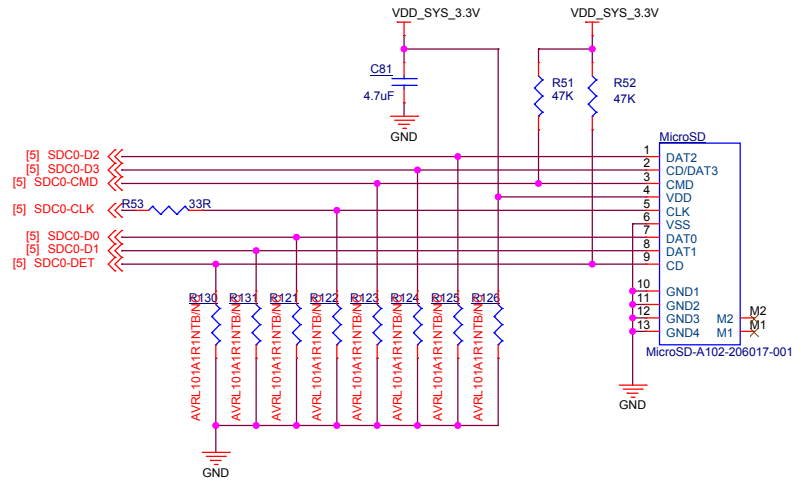 VDD_SYS_3.3V
VDD_SYS_3.3V
C81
4.7uF
GND
R51
47K
R52
47K
MicroSD
[5] SDC0-D2
1 DAT2
[5] SDC0-D3
2 CD/DAT3
[5] SDC0-CMD
3 CMD
4 VDD
[5] SDC0-CLK
R53 33R
5 CLK
6 VSS
[5] SDC0-D0
7 DAT0
[5] SDC0-D1
8 DAT1
[5] SDC0-DET
9 CD
10 GND1
11 GND2
12 GND3 M2 M2
13 GND4 M1 M1
MicroSD-A102-206017-001
GND
R130 R131 R121 R122 R123 R124 R125 R126
AVRL101A1R1NTB/
AVRL101A1R1NTB/
AVRL101A1R1NTB/
AVRL101A1R1NTB/
AVRL101A1R1NTB/
AVRL101A1R1NTB/
AVRL101A1R1NTB/
AVRL101A1R1NTB/
GND